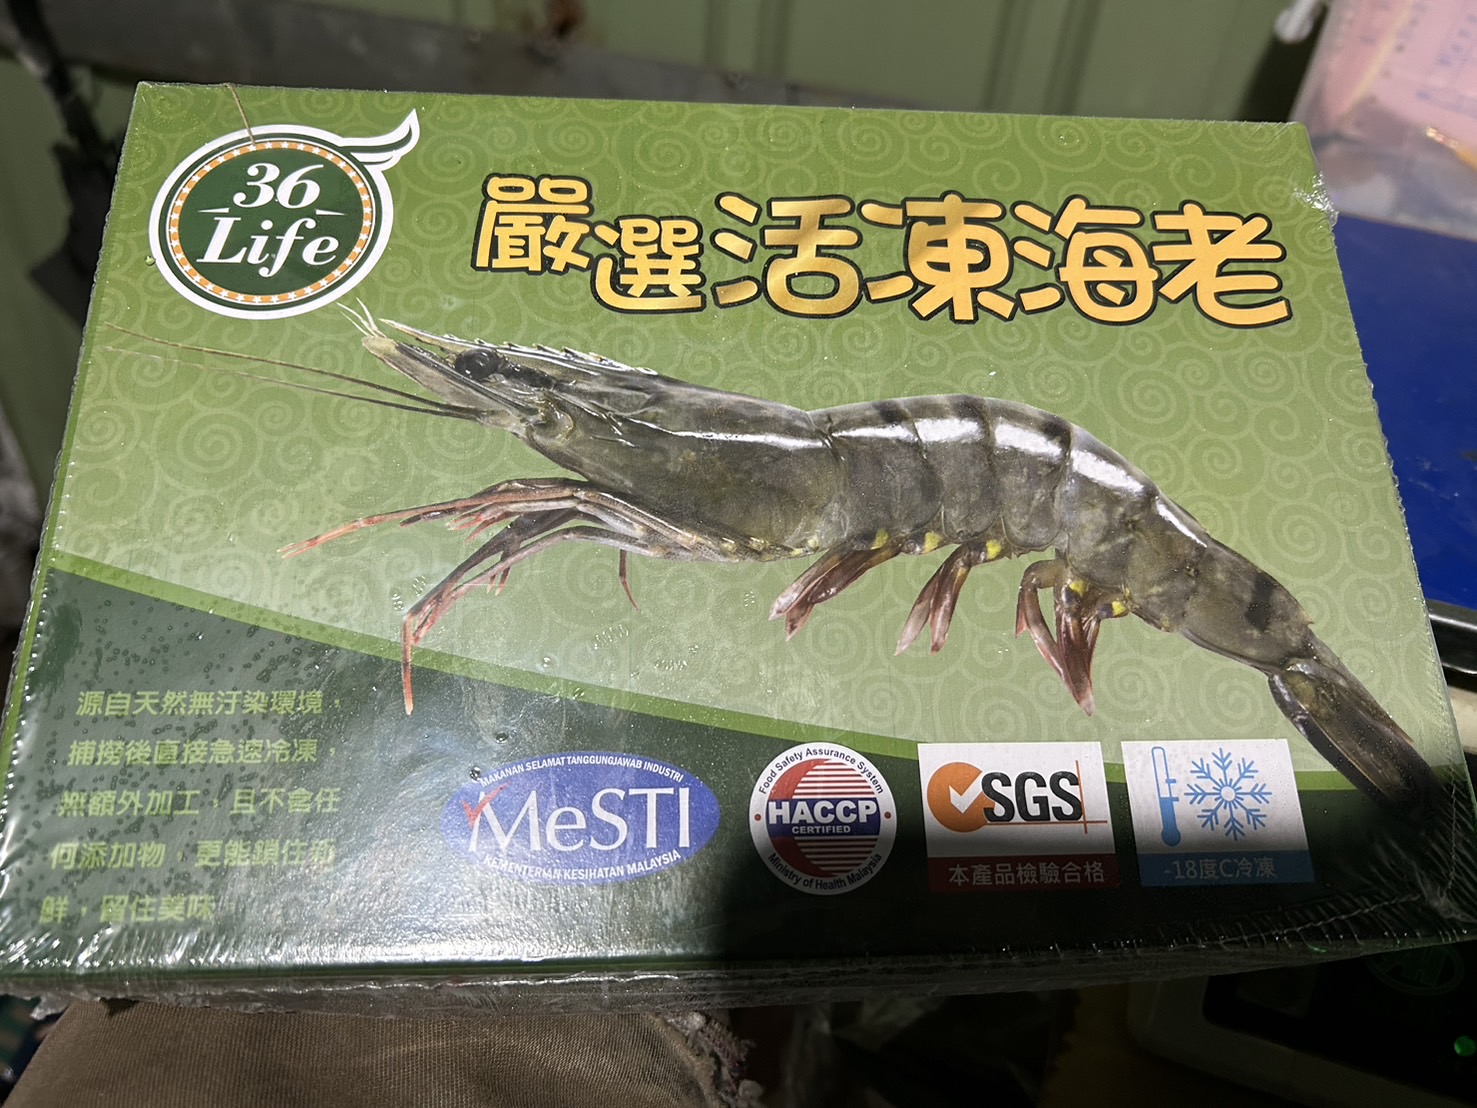 36
Life
嚴選活凍海老
源自天然無汙染環境，
捕撈後直接急速冷凍，
無額外加工，且不含任
何添加物，更能鎖住新
鮮，留住美味
MAKANAN SELAMAT TANGGUNGJAWAB INDUSTRI
MeSTI
KEMENTERIAN KESIHATAN MALAYSIA
Food Safety Assurance System
HACCP
CERTIFIED
Ministry of Health Malaysia
SGS
本產品檢驗合格
-18度C冷凍